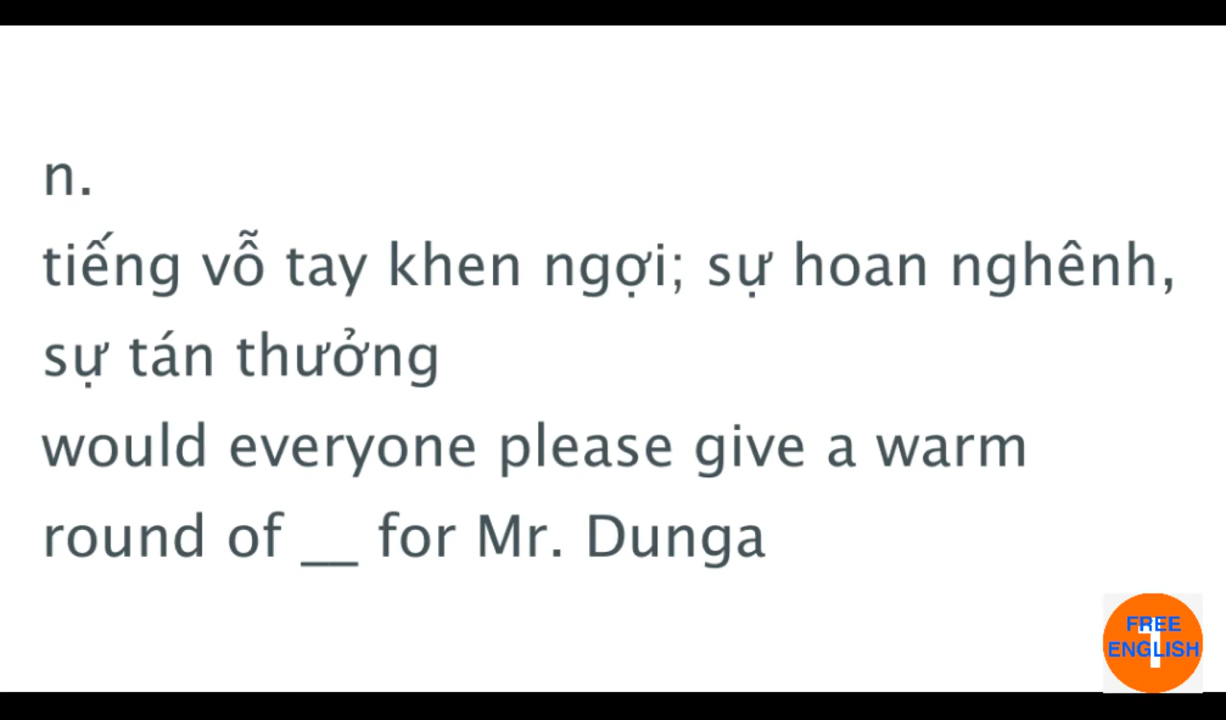 n.
tiếng vỗ tay khen ngợi; sự hoan nghênh,
sự tán thưởng
would everyone please give a warm
round of __ for Mr. Dunga
1
FREE
ENGLISH